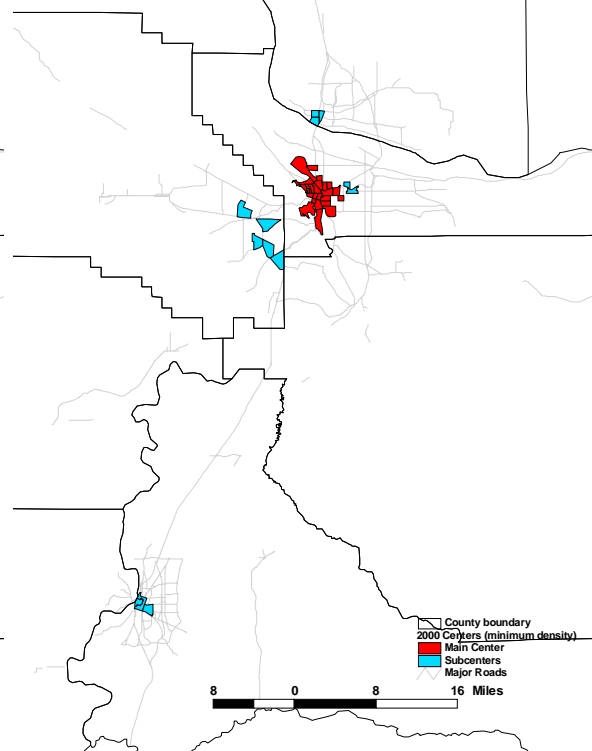 County boundary
2000 Centers (minimum density)
Main Center
Subcenters
Major Roads
8 0 8 16 Miles